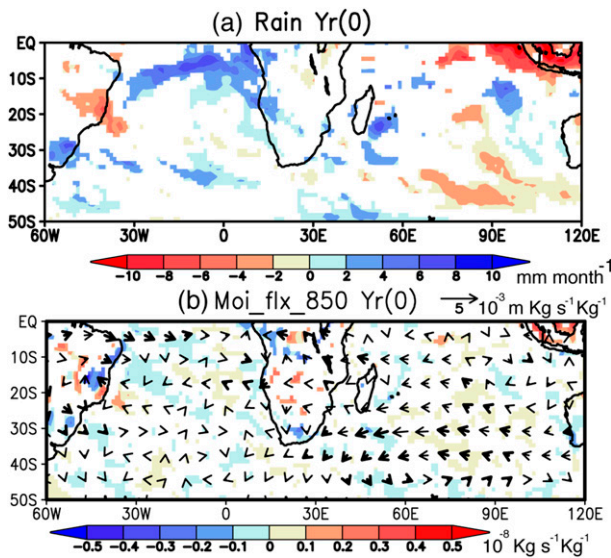 (a) Rain Yr(0)
EQ
10S
20S
30S
40S
50S
60W 30W 0 30E 60E 90E 120E
-10 -8 -6 -4 -2 0 2 4 6 8 10 mm month-1
(b) Moi_flx_850 Yr(0) 5 10-3 m Kg s-1Kg-1
EQ
10S
20S
30S
40S
50S
60W 30W 0 30E 60E 90E 120E
-0.5 -0.4 -0.3 -0.2 -0.1 0 0.1 0.2 0.3 0.4 0.5 10-8 Kg s-1Kg-1